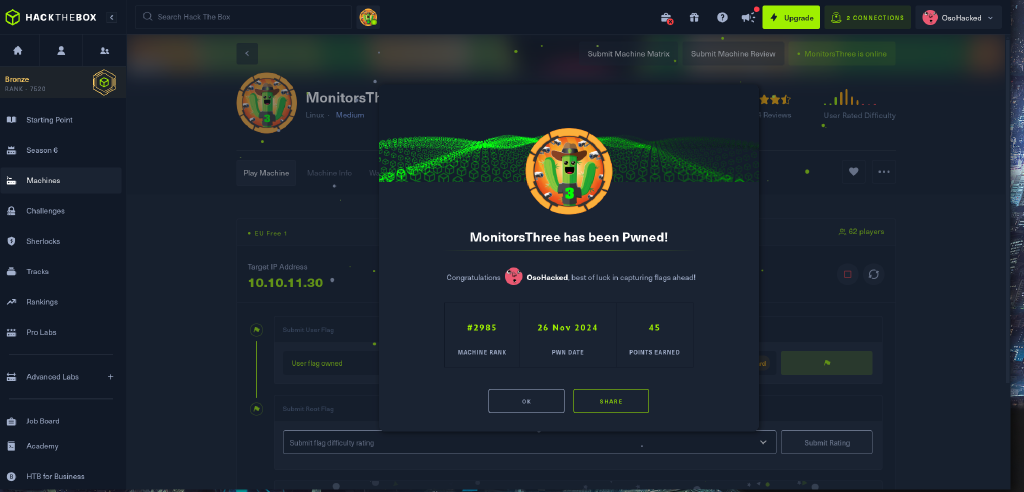 HACKTHEBOX
Search Hack The Box
Upgrade
2 CONNECTIONS
OsoHacked
Bronze
RANK - 7520
Starting Point
Season 6
Machines
Challenges
Sherlocks
Tracks
Rankings
Pro Labs
Advanced Labs +
Job Board
Academy
HTB for Business
Submit Machine Matrix
Submit Machine Review
MonitorsThree is online
MonitorsTh
Linux · Medium
Reviews
User Rated Difficulty
Play Machine
Machine Info
EU Free 1
62 players
Target IP Address
10.10.11.30
Submit User Flag
User flag owned
Submit Root Flag
Submit flag difficulty rating
Submit Rating
3
MonitorsThree has been Pwned!
Congratulations OsoHacked, best of luck in capturing flags ahead!
#2985
MACHINE RANK
26 Nov 2024
PWN DATE
45
POINTS EARNED
OK
SHARE